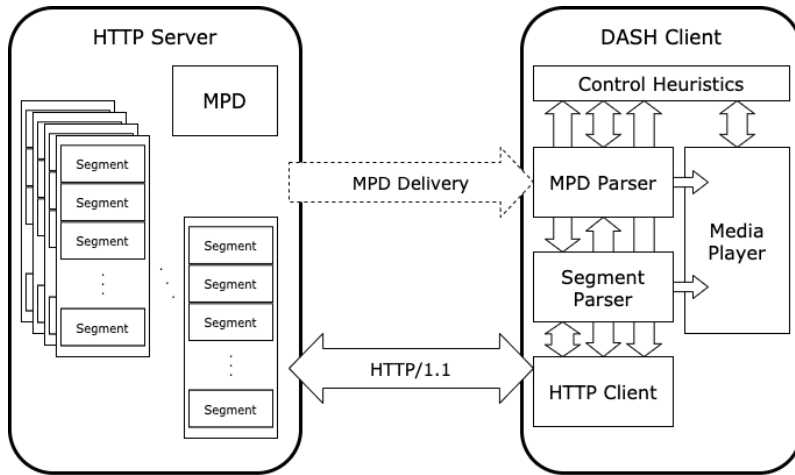 HTTP Server
MPD
Segment
Segment
Segment
Segment
Segment
Segment
Segment
Segment
MPD Delivery
HTTP/1.1
DASH Client
Control Heuristics
MPD Parser
Media
Player
Segment
Parser
HTTP Client